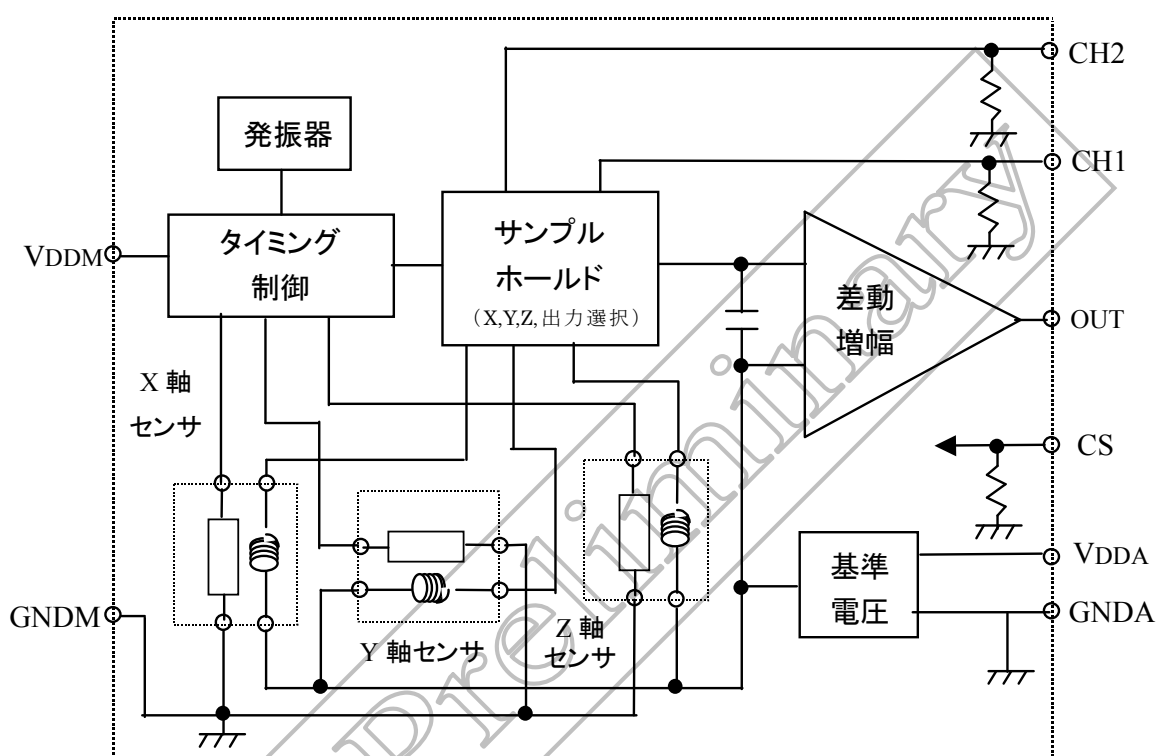 CH2
発振器
CH1
タイミング
制御
サンプル
ホールド
（X,Y,Z,出力選択）
VDDM
差動
増幅
OUT
X 軸
センサ
CS
基準
電圧
VDDA
GNDM
GNDA
Y 軸センサ
Z 軸
センサ
Preliminary